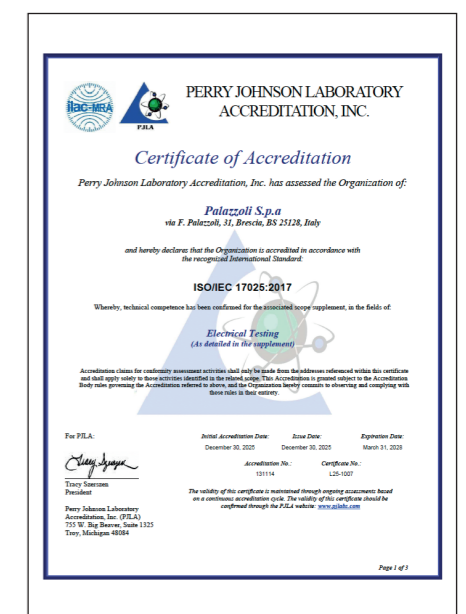 ilac-MRA
PJLA
PERRY JOHNSON LABORATORY
ACCREDITATION, INC.
Certificate of Accreditation
Perry Johnson Laboratory Accreditation, Inc. has assessed the Organization of:
Palazzoli S.p.a
via F. Palazzoli, 31, Brescia, BS 25128, Italy
and hereby declares that the Organization is accredited in accordance with
the recognized International Standard:
ISO/IEC 17025:2017
Whereby, technical competence has been confirmed for the associated scope supplement, in the fields of:
Electrical Testing
(As detailed in the supplement)
Accreditation claims for conformity assessment activities shall only be made from the addresses referenced within this certificate
and shall apply solely to those activities identified in the related scope. This Accreditation is granted subject to the Accreditation
Body rules governing the Accreditation referred to above, and the Organization hereby commits to observing and complying with
those rules in their entirety.
For PJLA:
Tracy Szerszen
President
Perry Johnson Laboratory
Accreditation, Inc. (PJLA)
755 W. Big Beaver, Suite 1325
Troy, Michigan 48084
Initial Accreditation Date: Issue Date: Expiration Date:
December 30, 2025 December 30, 2025 March 31, 2028
Accreditation No.: Certificate No.:
131114 L25-1007
The validity of this certificate is maintained through ongoing assessments based
on a continuous accreditation cycle. The validity of this certificate should be
confirmed through the PJLA website: www.pjlabs.com
Page 1 of 3